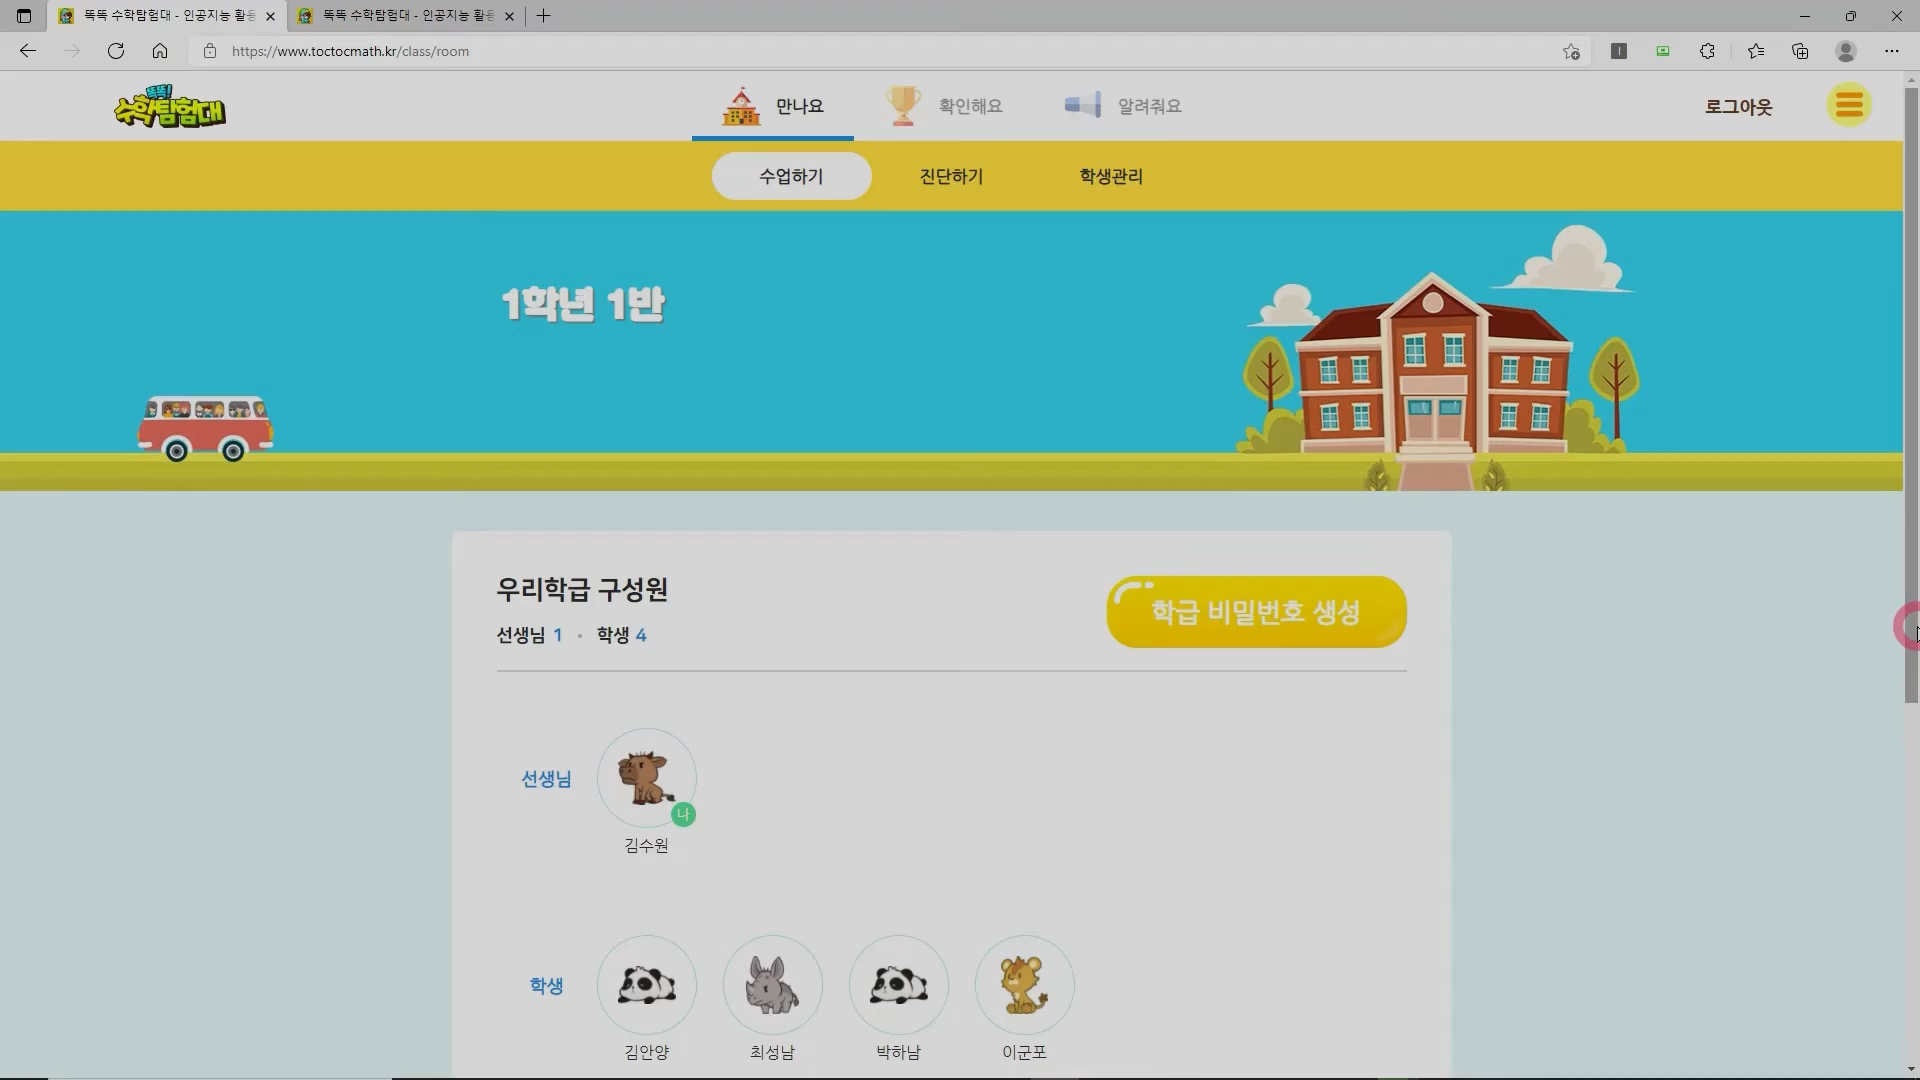 똑똑 수학탐험대 - 인공지능 활용
똑똑 수학탐험대 - 인공지능 활용
https://www.toctocmath.kr/class/room
똑똑!
수학탐험대
만나요
확인해요
알려줘요
로그아웃
수업하기
진단하기
학생관리
1학년 1반
우리학급 구성원
학급 비밀번호 생성
선생님 1 • 학생 4
선생님
나
김수원
학생
김안양
최성남
박하남
이군포